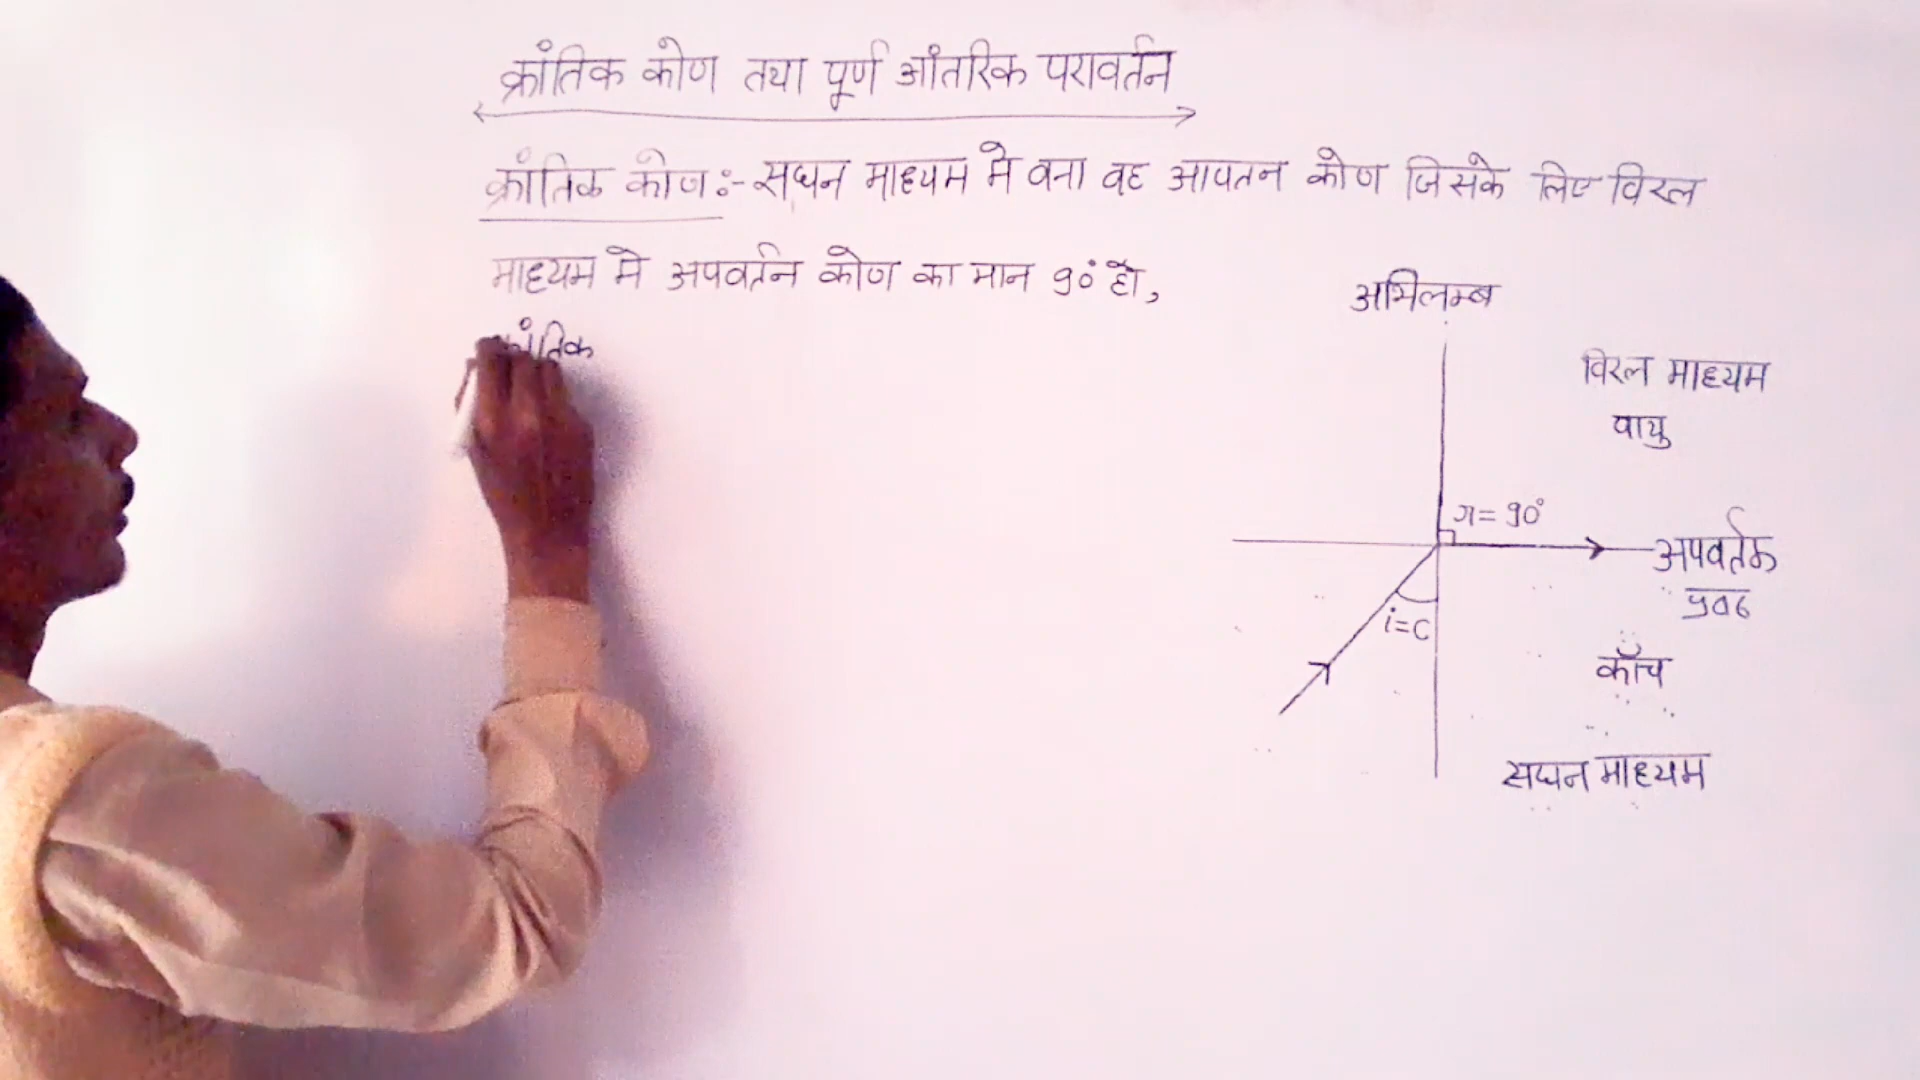 क्रांतिक कोण तथा पूर्ण आंतरिक परावर्तन
क्रांतिक कोण :- सघन माध्यम मे बना वह आपतन कोण जिसके लिए विरल
माध्यम मे अपवर्तन कोण का मान 90° हो,
क्रांतिक
अभिलम्ब
विरल माध्यम
वायु
r = 90°
अपवर्तक
पृष्ठ
i = C
काँच
सघन माध्यम